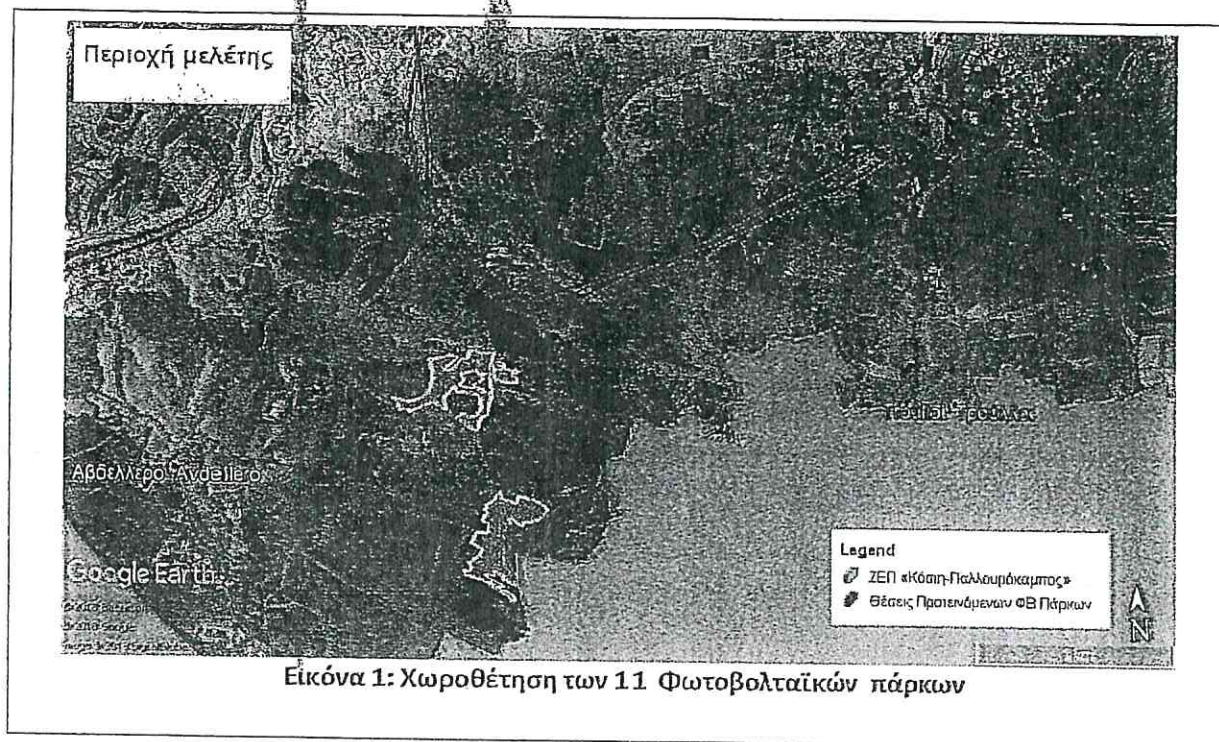 Περιοχή μελέτης
Αβδελλερό Avdellero
Google Earth
Legend
ΖΕΠ «Κόσιη-Παλλουρόκαμπος»
Θέσεις Προτεινόμενων ΦΒ Πάρκων
N
Εικόνα 1: Χωροθέτηση των 11 Φωτοβολταϊκών πάρκων